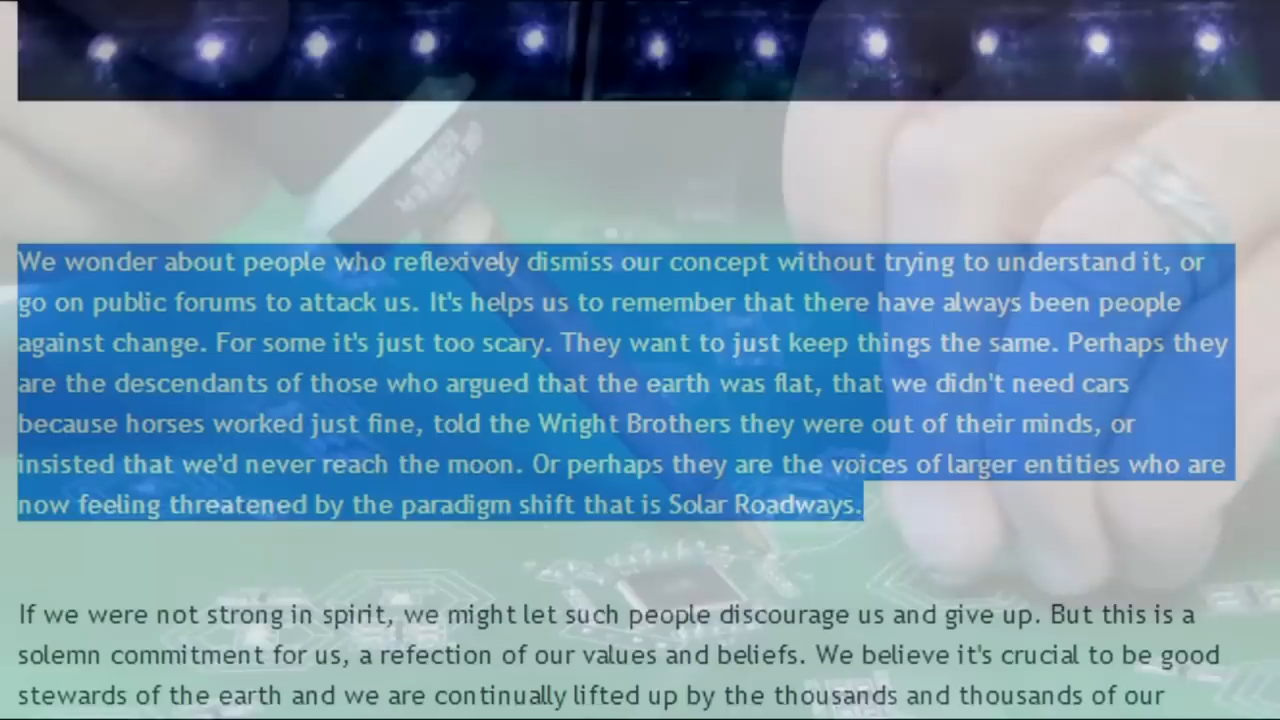 We wonder about people who reflexively dismiss our concept without trying to understand it, or
go on public forums to attack us. It's helps us to remember that there have always been people
against change. For some it's just too scary. They want to just keep things the same. Perhaps they
are the descendants of those who argued that the earth was flat, that we didn't need cars
because horses worked just fine, told the Wright Brothers they were out of their minds, or
insisted that we'd never reach the moon. Or perhaps they are the voices of larger entities who are
now feeling threatened by the paradigm shift that is Solar Roadways.
If we were not strong in spirit, we might let such people discourage us and give up. But this is a
solemn commitment for us, a refection of our values and beliefs. We believe it's crucial to be good
stewards of the earth and we are continually lifted up by the thousands and thousands of our